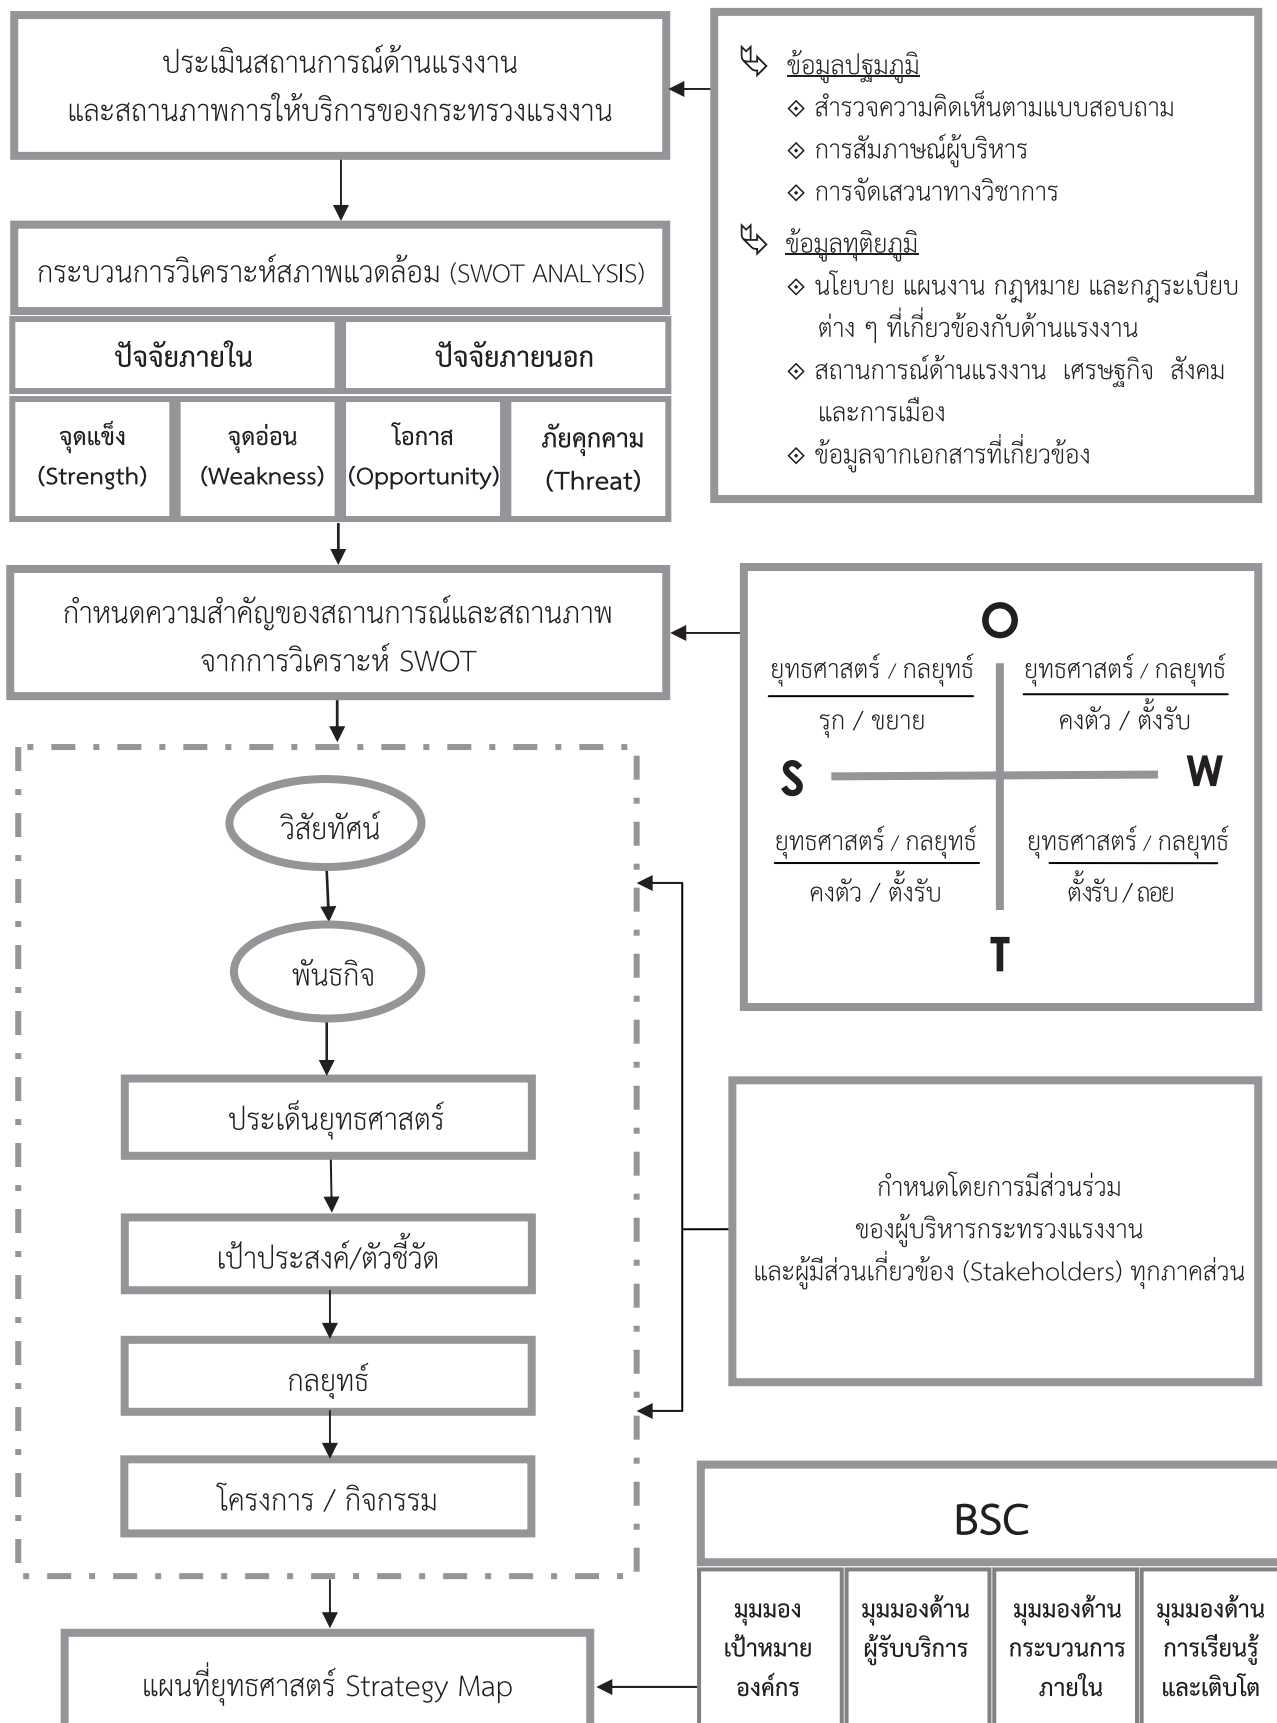 ประเมินสถานการณ์ด้านแรงงาน
และสถานภาพการให้บริการของกระทรวงแรงงาน
ข้อมูลปฐมภูมิ
สำรวจความคิดเห็นตามแบบสอบถาม
การสัมภาษณ์ผู้บริหาร
การจัดเสวนาทางวิชาการ
ข้อมูลทุติยภูมิ
นโยบาย แผนงาน กฎหมาย และกฎระเบียบ
ต่าง ๆ ที่เกี่ยวข้องกับด้านแรงงาน
สถานการณ์ด้านแรงงาน เศรษฐกิจ สังคม
และการเมือง
ข้อมูลจากเอกสารที่เกี่ยวข้อง
กระบวนการวิเคราะห์สภาพแวดล้อม (SWOT ANALYSIS)
ปัจจัยภายใน
ปัจจัยภายนอก
จุดแข็ง
(Strength)
จุดอ่อน
(Weakness)
โอกาส
(Opportunity)
ภัยคุกคาม
(Threat)
กำหนดความสำคัญของสถานการณ์และสถานภาพ
จากการวิเคราะห์ SWOT
O
ยุทธศาสตร์ / กลยุทธ์
รุก / ขยาย
ยุทธศาสตร์ / กลยุทธ์
คงตัว / ตั้งรับ
S
W
ยุทธศาสตร์ / กลยุทธ์
คงตัว / ตั้งรับ
ยุทธศาสตร์ / กลยุทธ์
ตั้งรับ / ถอย
T
วิสัยทัศน์
พันธกิจ
ประเด็นยุทธศาสตร์
เป้าประสงค์/ตัวชี้วัด
กลยุทธ์
โครงการ / กิจกรรม
กำหนดโดยการมีส่วนร่วม
ของผู้บริหารกระทรวงแรงงาน
และผู้มีส่วนเกี่ยวข้อง (Stakeholders) ทุกภาคส่วน
BSC
มุมมอง
เป้าหมาย
องค์กร
มุมมองด้าน
ผู้รับบริการ
มุมมองด้าน
กระบวนการ
ภายใน
มุมมองด้าน
การเรียนรู้
และเติบโต
แผนที่ยุทธศาสตร์ Strategy Map